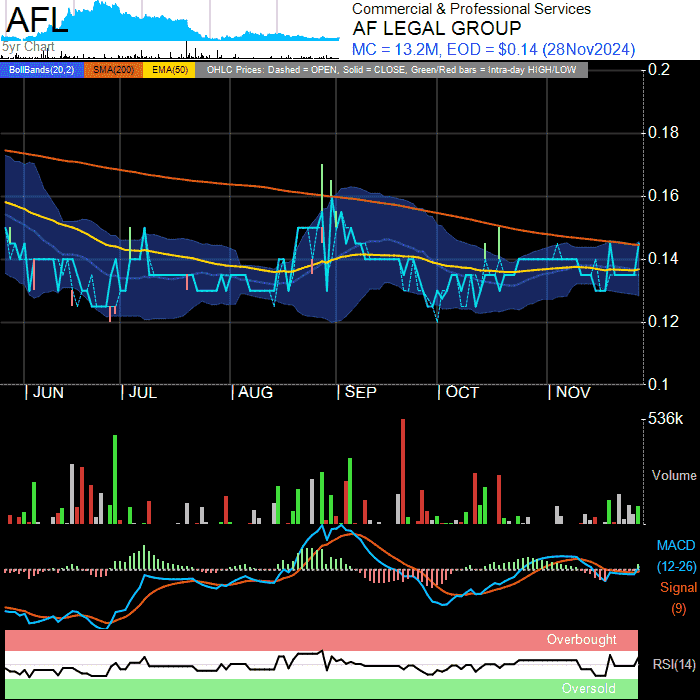 AFL
5yr Chart
Commercial & Professional Services
AF LEGAL GROUP
MC = 13.2M, EOD = $0.14 (28Nov2024)
BollBands(20,2) SMA(200) EMA(50) OHLC Prices: Dashed = OPEN, Solid = CLOSE, Green/Red bars = Intra-day HIGH/LOW
0.2
0.18
0.16
0.14
0.12
0.1
JUN JUL AUG SEP OCT NOV
536k
Volume
MACD
(12-26)
Signal
(9)
Overbought
RSI(14)
Oversold